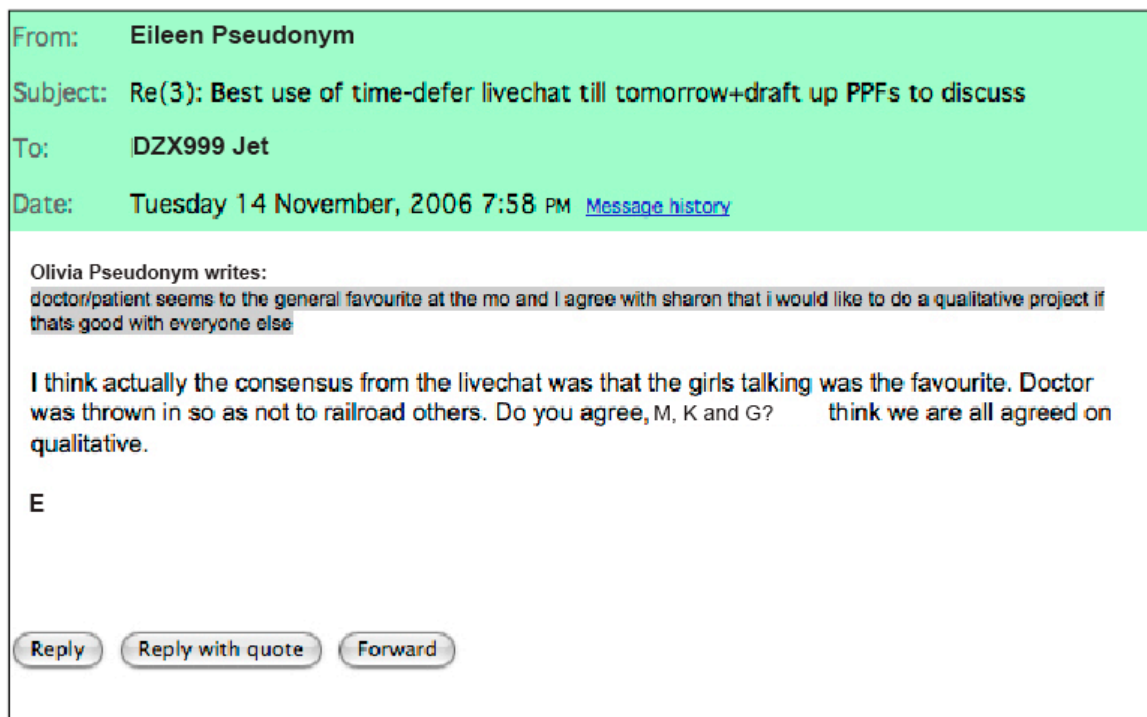 From: Eileen Pseudonym
Subject: Re(3): Best use of time-defer livechat till tomorrow+draft up PPFs to discuss
To: DZX999 Jet
Date: Tuesday 14 November, 2006 7:58 PM Message history
Olivia Pseudonym writes:
doctor/patient seems to the general favourite at the mo and I agree with sharon that i would like to do a qualitative project if
thats good with everyone else
I think actually the consensus from the livechat was that the girls talking was the favourite. Doctor
was thrown in so as not to railroad others. Do you agree, M, K and G? think we are all agreed on
qualitative.
E
Reply Reply with quote Forward